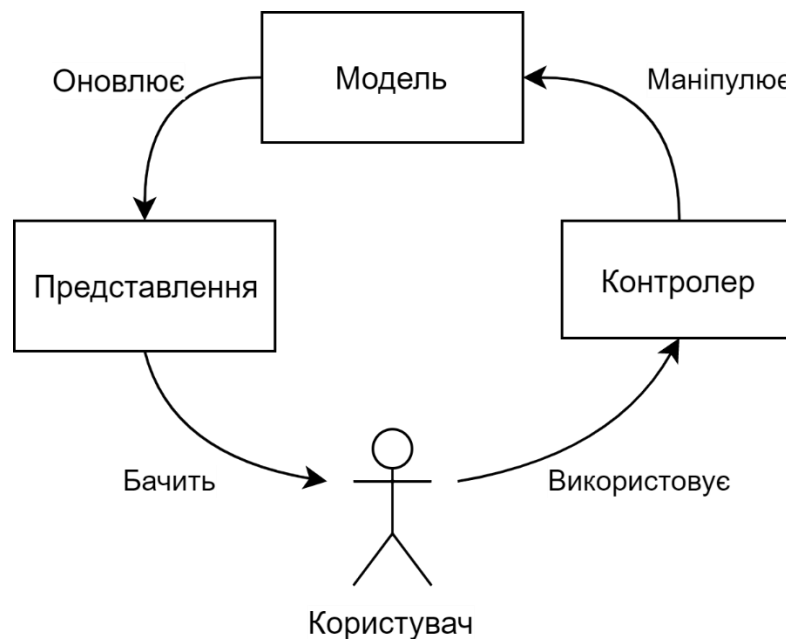 Оновлює
Модель
Маніпулює
Представлення
Контролер
Бачить
Використовує
Користувач